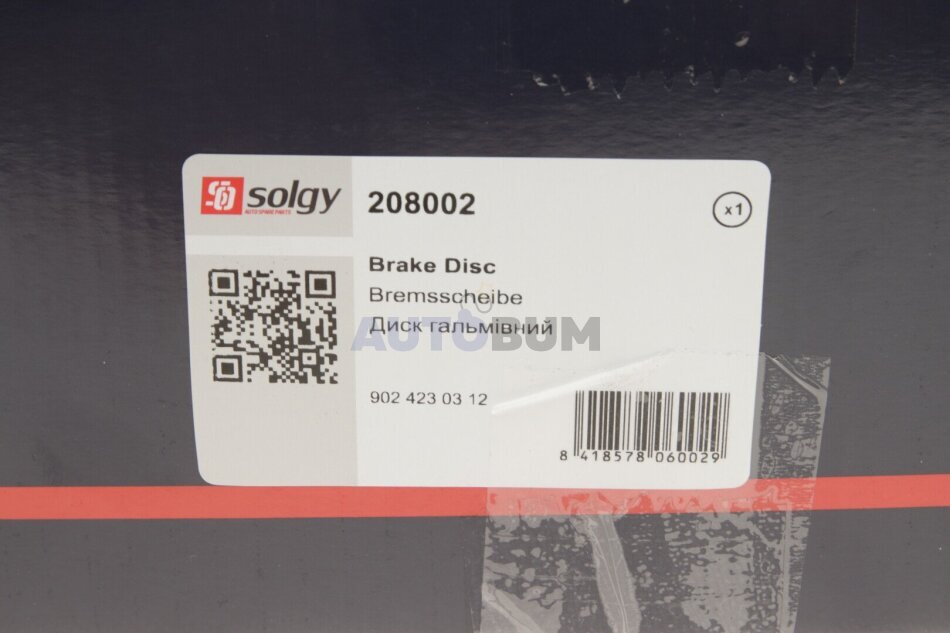 solgy
AUTO SPARE PARTS
208002
x1
Brake Disc
Bremsscheibe
Диск гальмівний
AUTOBUM
902 423 03 12
8 418578 060029